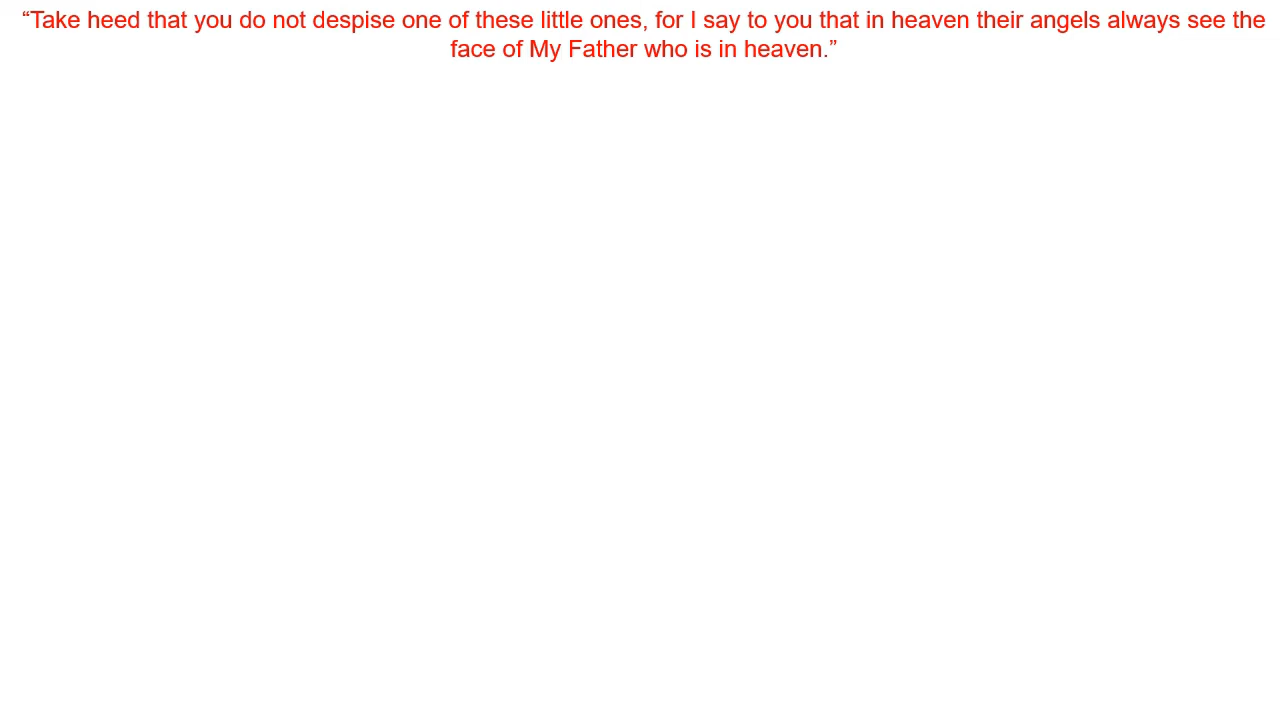 “Take heed that you do not despise one of these little ones, for I say to you that in heaven their angels always see the
face of My Father who is in heaven.”